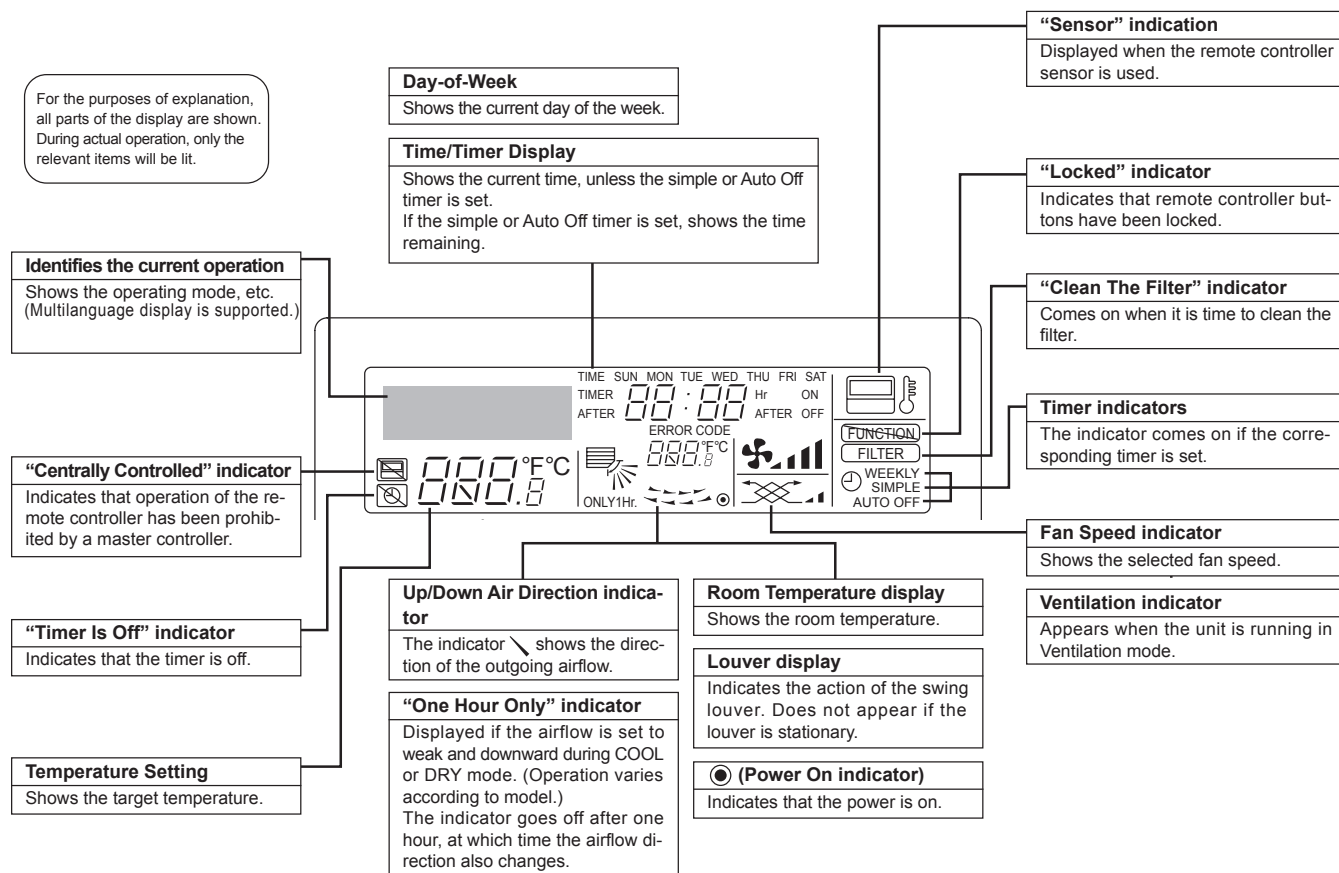 For the purposes of explanation,
all parts of the display are shown.
During actual operation, only the
relevant items will be lit.
Day-of-Week
Shows the current day of the week.
Time/Timer Display
Shows the current time, unless the simple or Auto Off
timer is set.
If the simple or Auto Off timer is set, shows the time
remaining.
“Sensor” indication
Displayed when the remote controller
sensor is used.
“Locked” indicator
Indicates that remote controller but-
tons have been locked.
“Clean The Filter” indicator
Comes on when it is time to clean the
filter.
Timer indicators
The indicator comes on if the corre-
sponding timer is set.
Fan Speed indicator
Shows the selected fan speed.
Ventilation indicator
Appears when the unit is running in
Ventilation mode.
Identifies the current operation
Shows the operating mode, etc.
(Multilanguage display is supported.)
“Centrally Controlled” indicator
Indicates that operation of the re-
mote controller has been prohib-
ited by a master controller.
“Timer Is Off” indicator
Indicates that the timer is off.
Temperature Setting
Shows the target temperature.
TIME SUN MON TUE WED THU FRI SAT
TIMER 88:88 Hr ON
AFTER AFTER OFF
ERROR CODE
888.8 °F°C
888.8 °F°C
ONLY1Hr.
FUNCTION
FILTER
WEEKLY
SIMPLE
AUTO OFF
Up/Down Air Direction indica-
tor
The indicator shows the direc-
tion of the outgoing airflow.
“One Hour Only” indicator
Displayed if the airflow is set to
weak and downward during COOL
or DRY mode. (Operation varies
according to model.)
The indicator goes off after one
hour, at which time the airflow di-
rection also changes.
Room Temperature display
Shows the room temperature.
Louver display
Indicates the action of the swing
louver. Does not appear if the
louver is stationary.
(Power On indicator)
Indicates that the power is on.